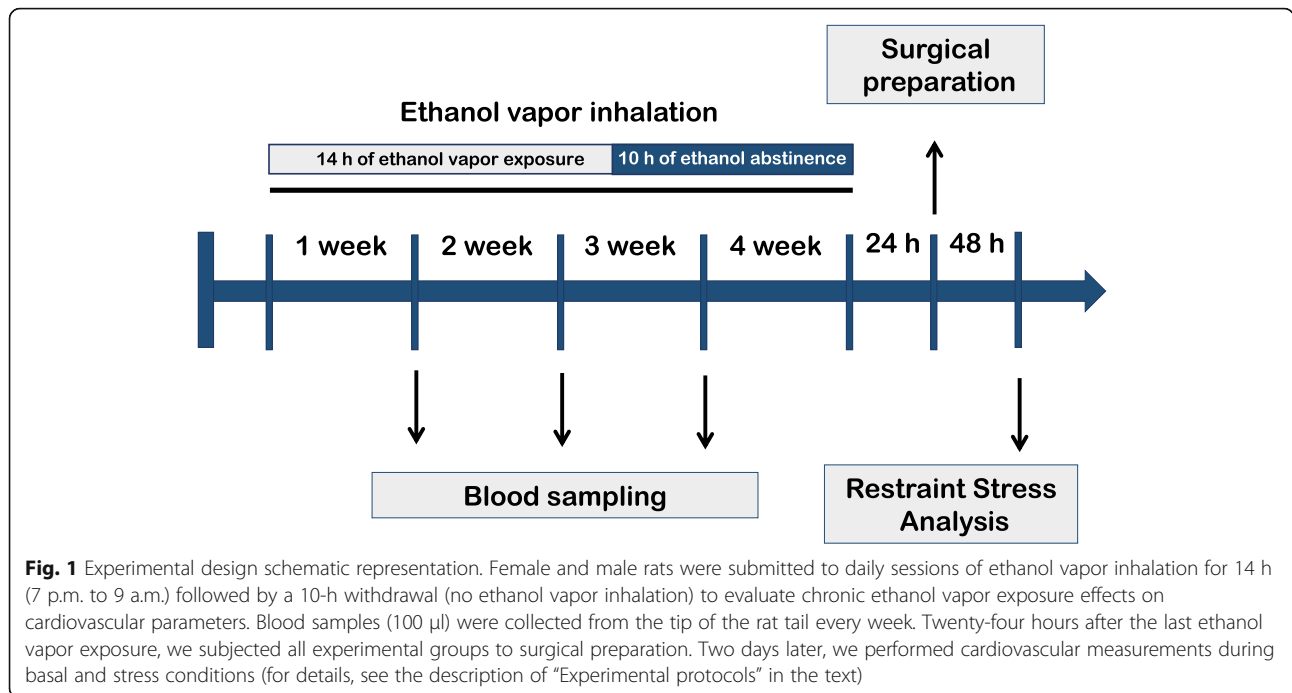 Surgical
preparation
Ethanol vapor inhalation
14 h of ethanol vapor exposure
10 h of ethanol abstinence
1 week
2 week
3 week
4 week
24 h
48 h
Blood sampling
Restraint Stress
Analysis
Fig. 1 Experimental design schematic representation. Female and male rats were submitted to daily sessions of ethanol vapor inhalation for 14 h
(7 p.m. to 9 a.m.) followed by a 10-h withdrawal (no ethanol vapor inhalation) to evaluate chronic ethanol vapor exposure effects on
cardiovascular parameters. Blood samples (100 μl) were collected from the tip of the rat tail every week. Twenty-four hours after the last ethanol
vapor exposure, we subjected all experimental groups to surgical preparation. Two days later, we performed cardiovascular measurements during
basal and stress conditions (for details, see the description of “Experimental protocols” in the text)